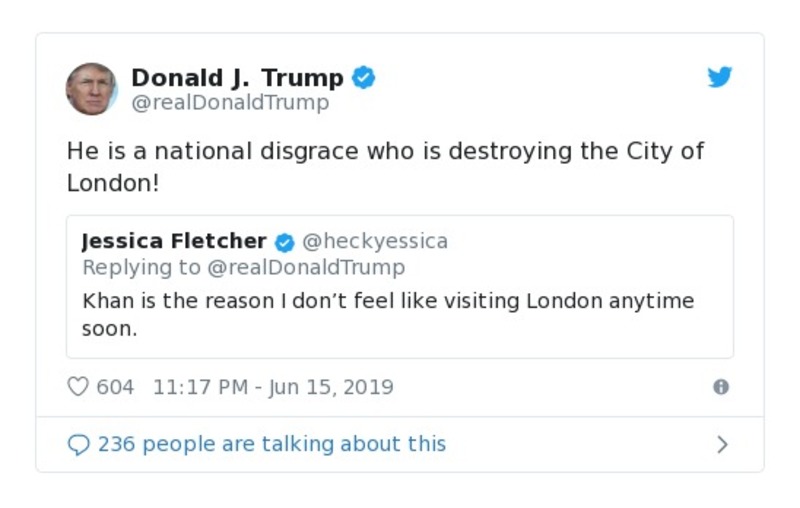 Donald J. Trump
@realDonaldTrump
He is a national disgrace who is destroying the City of
London!
Jessica Fletcher @heckyessica
Replying to @realDonaldTrump
Khan is the reason I don’t feel like visiting London anytime
soon.
604 11:17 PM - Jun 15, 2019
236 people are talking about this